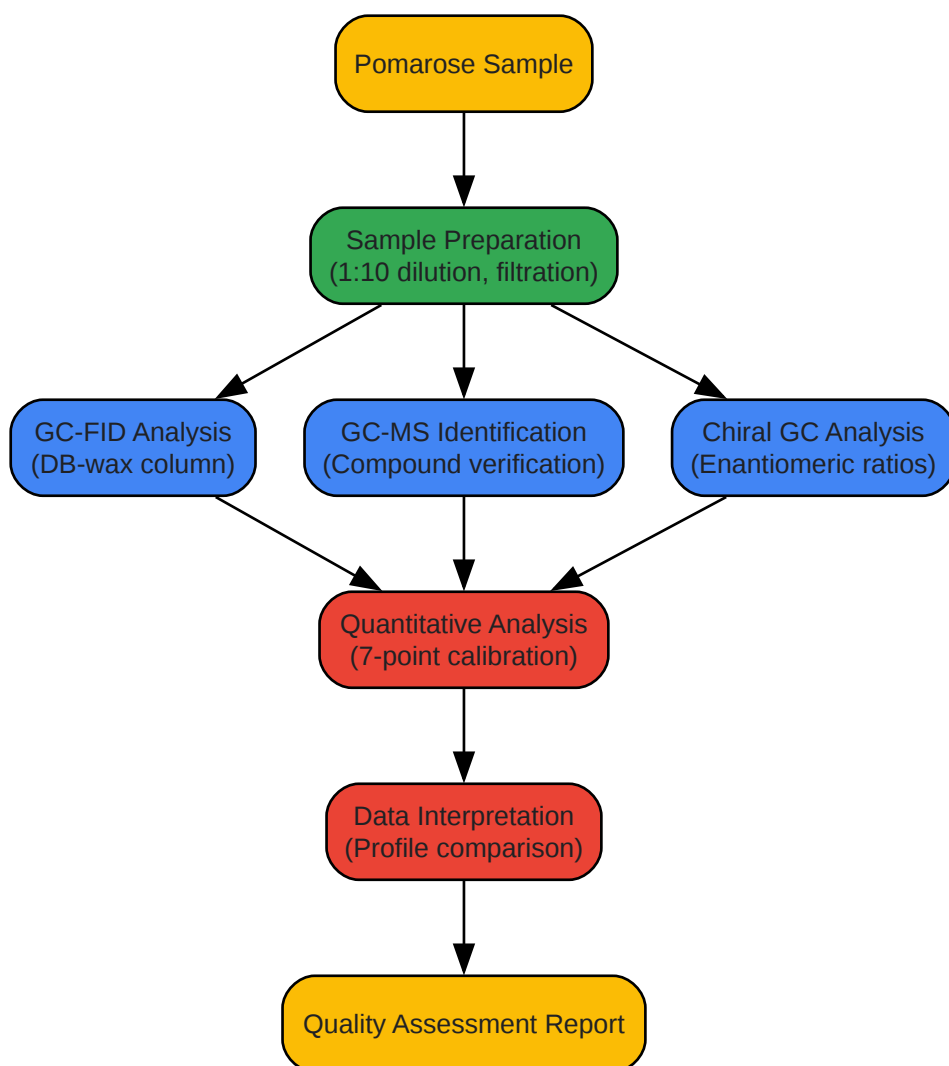 Pomarose Sample
Sample Preparation
(1:10 dilution, filtration)
GC-FID Analysis
(DB-wax column)
GC-MS Identification
(Compound verification)
Chiral GC Analysis
(Enantiomeric ratios)
Quantitative Analysis
(7-point calibration)
Data Interpretation
(Profile comparison)
Quality Assessment Report